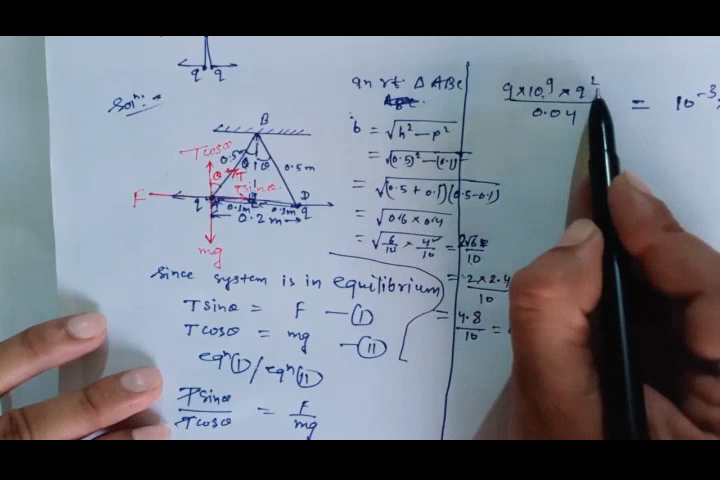 q q
Soln:
B
Tcosθ
0.5m
θ θ
0.5m
θ T
Tsinθ
F
q
D
q
0.1m 0.1m
0.2m
mg
Since system is in equilibrium
Tsinθ = F — I
Tcosθ = mg — II
eqn I / eqn II
Tsinθ / Tcosθ = F / mg
in rt Δ ABC
b = √h² — p²
= √(0.5)² — (0.1)²
= √(0.5 + 0.1)(0.5 - 0.1)
= √0.6 x 0.4
= √6/10 x 4/10 = 2√6/10
= 2 x 2.4 / 10
= 4.8 / 10 =
9 x 10^9 x q² / 0.04 = 10^-3